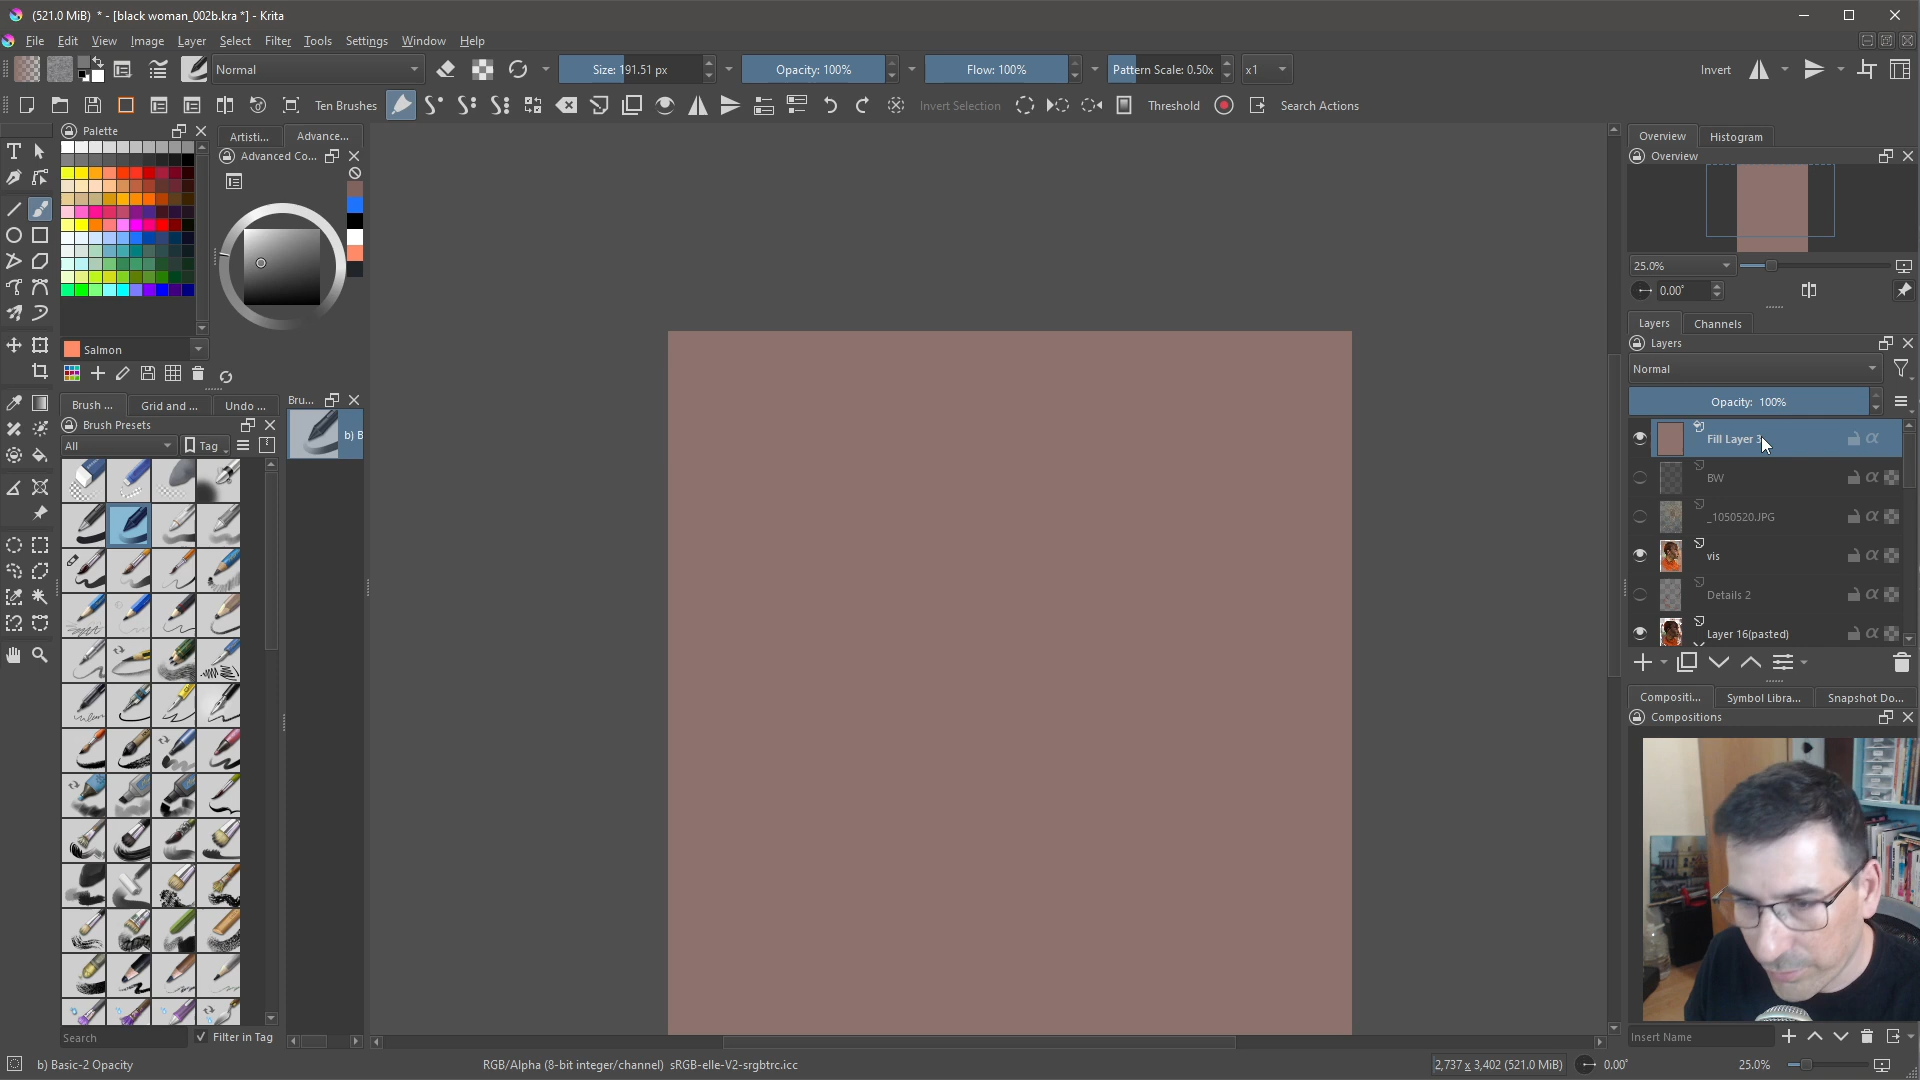 (521.0 MiB)  * - [black woman_002b.kra *] - Krita
File Edit View Image Layer Select Filter Tools Settings Window Help
Normal Size: 191.51 px Opacity: 100% Flow: 100% Pattern Scale: 0.50x x1 Invert
Ten Brushes Invert Selection Threshold Search Actions
Palette
Artisti... Advance...
Advanced Co...
Salmon
Brush ... Grid and ... Undo ...
Bru...
Brush Presets
All Tag
b) B
Search Filter in Tag
Overview Histogram
Overview
25.0%
0.00°
Layers Channels
Layers
Normal
Opacity: 100%
Fill Layer 3
BW
_1050520.JPG
vis
Details 2
Layer 16(pasted)
Compositi... Symbol Libra... Snapshot Do...
Compositions
Insert Name
b) Basic-2 Opacity RGB/Alpha (8-bit integer/channel) sRGB-elle-V2-srgbtrc.icc 2,737 x 3,402 (521.0 MiB) 0.00° 25.0%